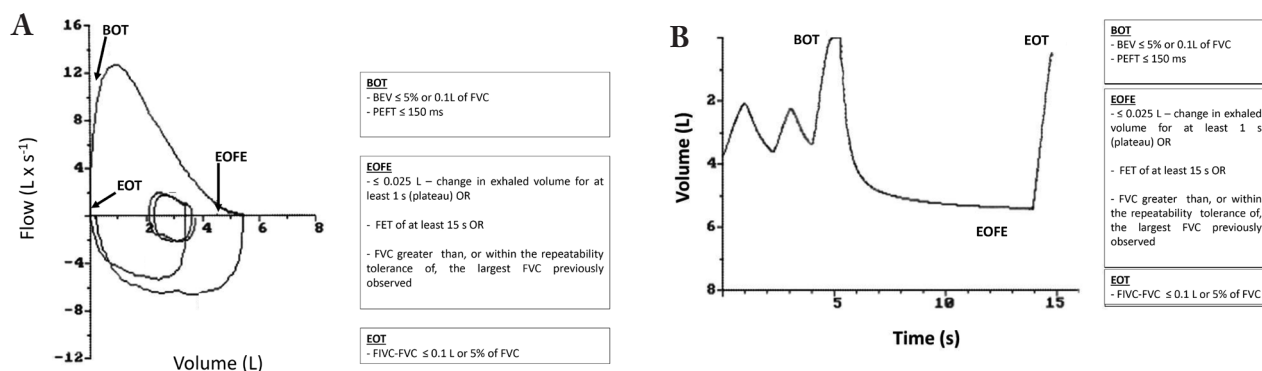 A
16
12
8
4
0
-4
-8
-12
Flow (L x s-1)
BOT
EOFE
EOT
0
2
4
6
8
Volume (L)
BOT
- BEV ≤ 5% or 0.1L of FVC
- PEFT ≤ 150 ms
EOFE
- ≤ 0.025 L – change in exhaled volume for at
least 1 s (plateau) OR
- FET of at least 15 s OR
- FVC greater than, or within the repeatability
tolerance of, the largest FVC previously
observed
EOT
- FIVC-FVC ≤ 0.1 L or 5% of FVC
B
BOT
EOT
2
4
6
8
Volume (L)
EOFE
5
10
15
Time (s)
BOT
- BEV ≤ 5% or 0.1L of FVC
- PEFT ≤ 150 ms
EOFE
- ≤ 0.025 L – change in exhaled
volume for at least 1 s
(plateau) OR
- FET of at least 15 s OR
- FVC greater than, or within
the repeatability tolerance of,
the largest FVC previously
observed
EOT
- FIVC-FVC ≤ 0.1 L or 5% of FVC